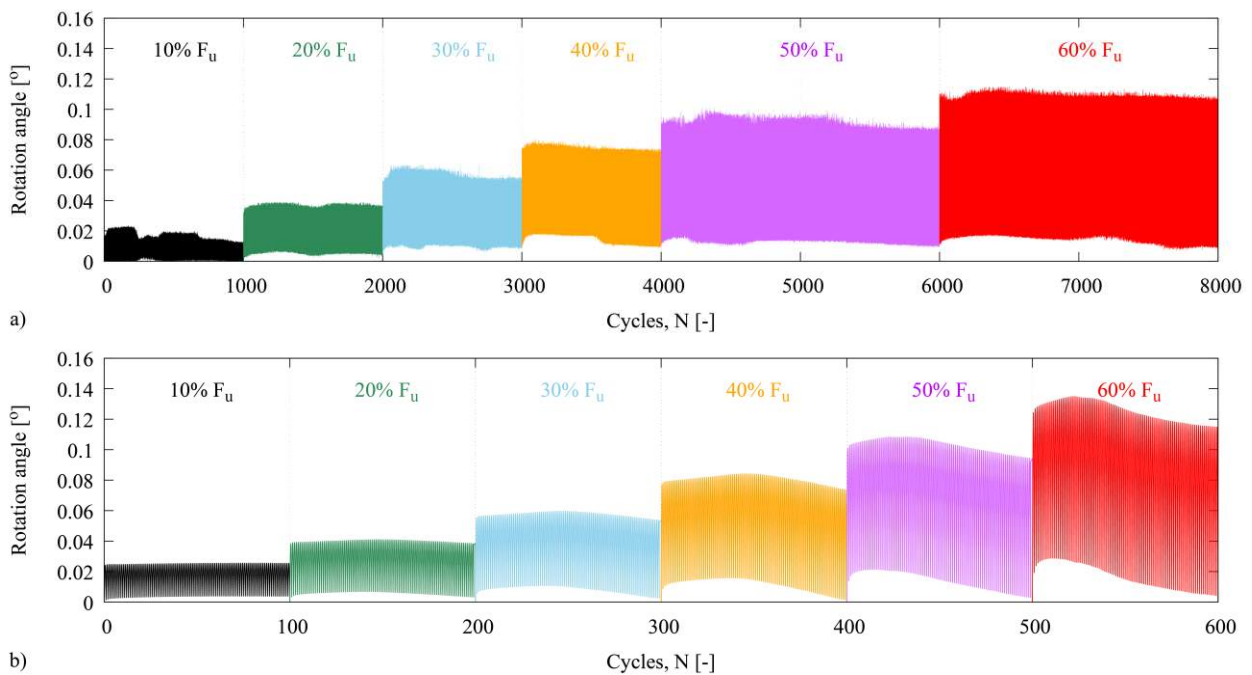 0.16
0.14
0.12
0.1
0.08
0.06
0.04
0.02
0
Rotation angle [º]
10% Fu 20% Fu 30% Fu 40% Fu 50% Fu 60% Fu
0 1000 2000 3000 4000 5000 6000 7000 8000
a)
Cycles, N [-]
0.16
0.14
0.12
0.1
0.08
0.06
0.04
0.02
0
Rotation angle [º]
10% Fu 20% Fu 30% Fu 40% Fu 50% Fu 60% Fu
0 100 200 300 400 500 600
b)
Cycles, N [-]